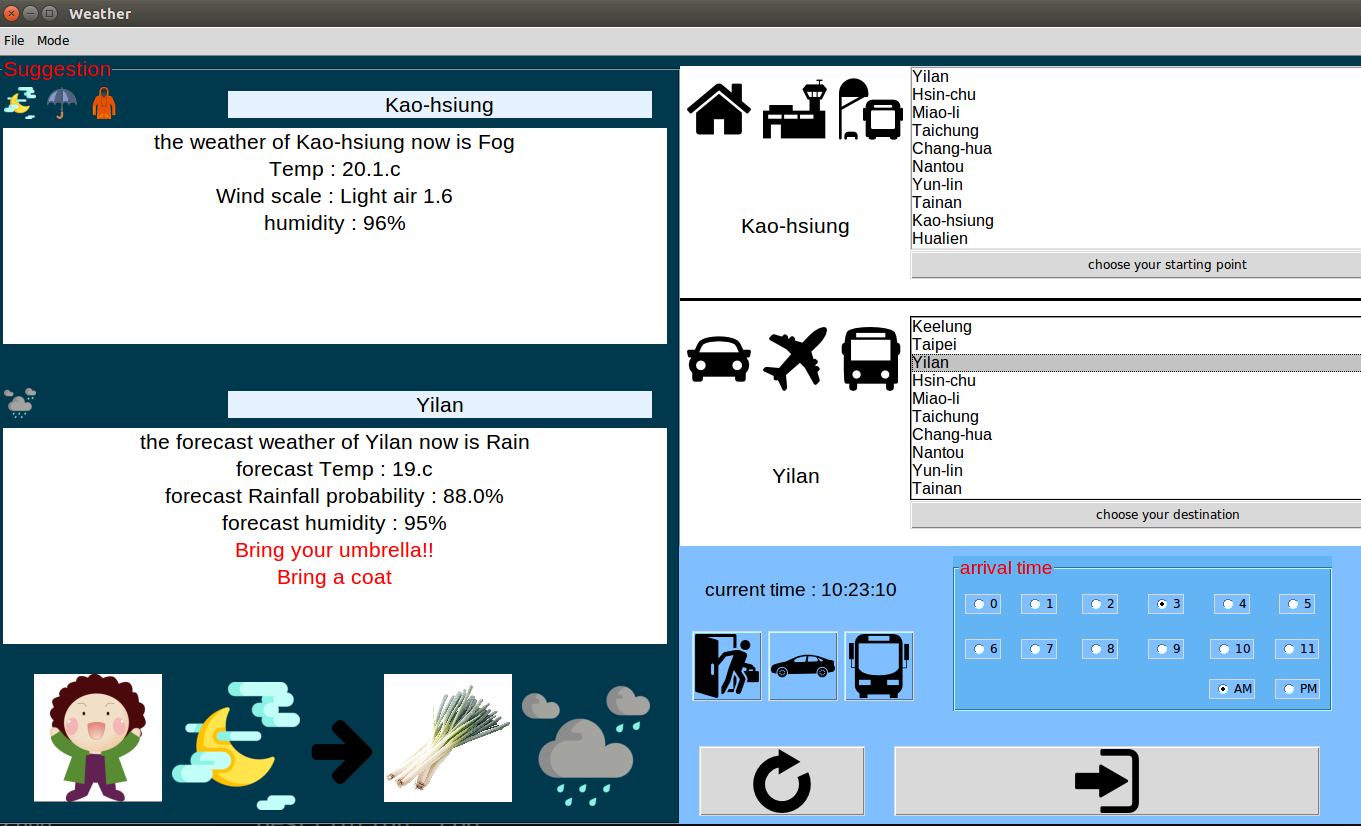 Weather
File Mode
Suggestion
Kao-hsiung
the weather of Kao-hsiung now is Fog
Temp : 20.1.c
Wind scale : Light air 1.6
humidity : 96%
Yilan
the forecast weather of Yilan now is Rain
forecast Temp : 19.c
forecast Rainfall probability : 88.0%
forecast humidity : 95%
Bring your umbrella!!
Bring a coat
Kao-hsiung
Yilan
Hsin-chu
Miao-li
Taichung
Chang-hua
Nantou
Yun-lin
Tainan
Kao-hsiung
Hualien
choose your starting point
Yilan
Keelung
Taipei
Yilan
Hsin-chu
Miao-li
Taichung
Chang-hua
Nantou
Yun-lin
Tainan
choose your destination
current time : 10:23:10
arrival time
0 1 2 3 4 5
6 7 8 9 10 11
AM PM